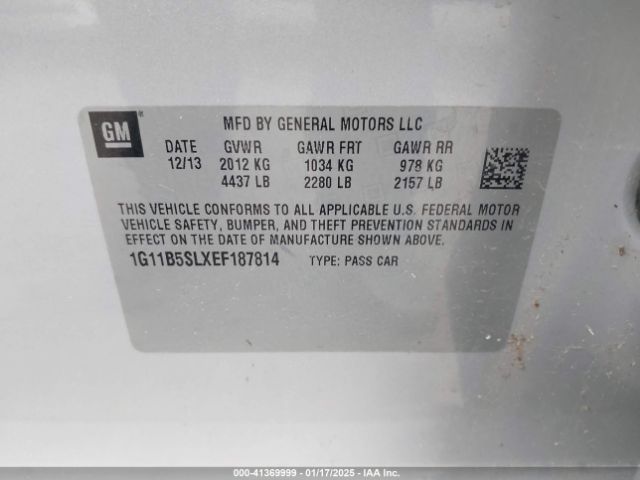 GM
MFD BY GENERAL MOTORS LLC
DATE GVWR GAWR FRT GAWR RR
12/13 2012 KG 1034 KG 978 KG
4437 LB 2280 LB 2157 LB
THIS VEHICLE CONFORMS TO ALL APPLICABLE U.S. FEDERAL MOTOR
VEHICLE SAFETY, BUMPER, AND THEFT PREVENTION STANDARDS IN
EFFECT ON THE DATE OF MANUFACTURE SHOWN ABOVE.
1G11B5SLXEF187814 TYPE: PASS CAR
000-41369999 — 01/17/2025 — IAAI.COM